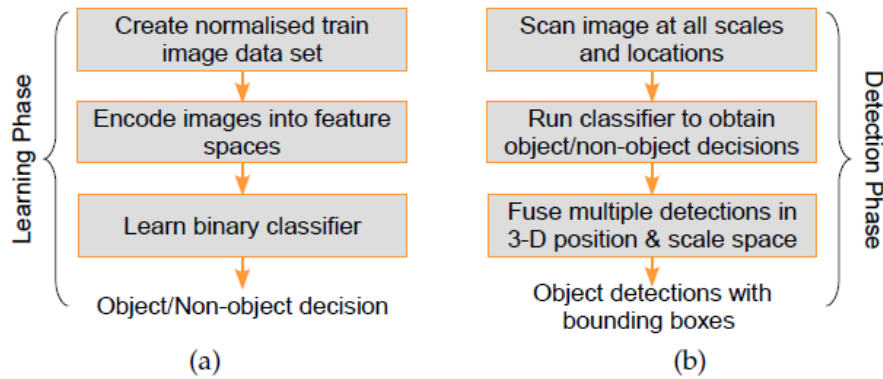 Learning Phase
Create normalised train
image data set
Encode images into feature
spaces
Learn binary classifier
Object/Non-object decision
(a)
Scan image at all scales
and locations
Run classifier to obtain
object/non-object decisions
Fuse multiple detections in
3-D position & scale space
Object detections with
bounding boxes
Detection Phase
(b)